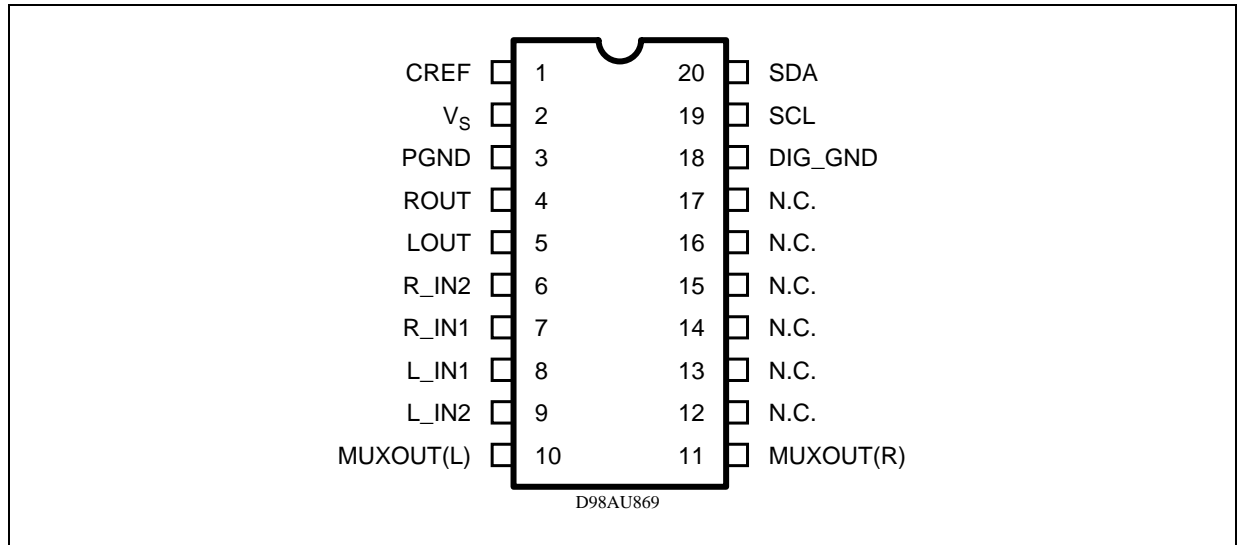 CREF 1 20 SDA
VS 2 19 SCL
PGND 3 18 DIG_GND
ROUT 4 17 N.C.
LOUT 5 16 N.C.
R_IN2 6 15 N.C.
R_IN1 7 14 N.C.
L_IN1 8 13 N.C.
L_IN2 9 12 N.C.
MUXOUT(L) 10 11 MUXOUT(R)
D98AU869